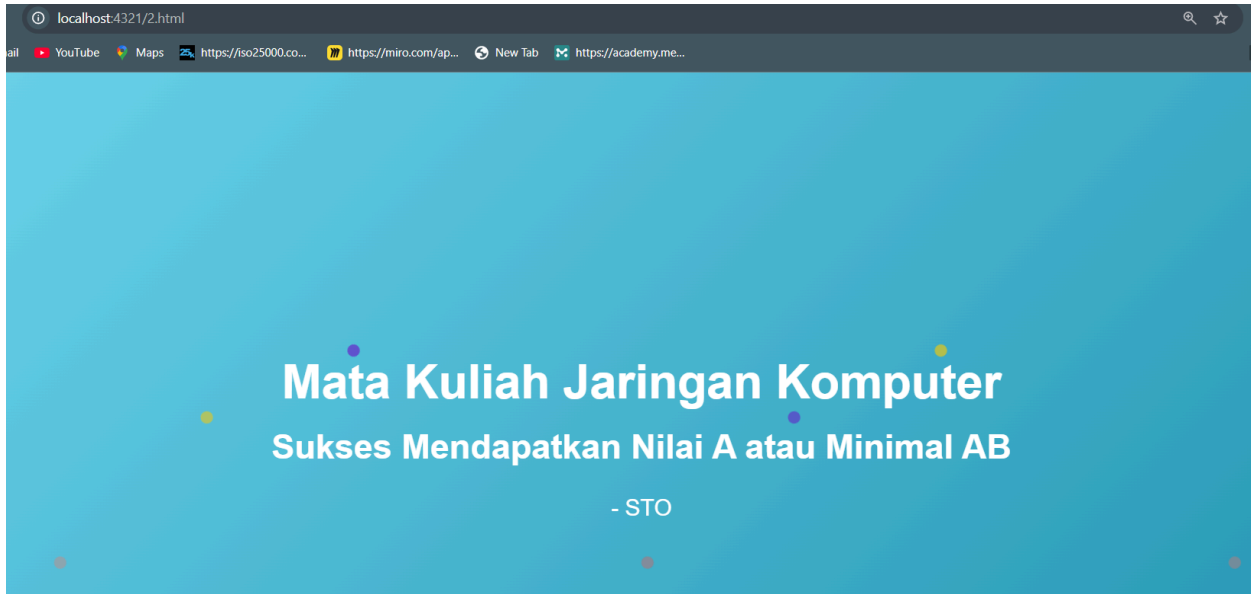 localhost:4321/2.html
ail YouTube Maps https://iso25000.co... https://miro.com/ap... New Tab https://academy.me...
Mata Kuliah Jaringan Komputer
Sukses Mendapatkan Nilai A atau Minimal AB
- STO